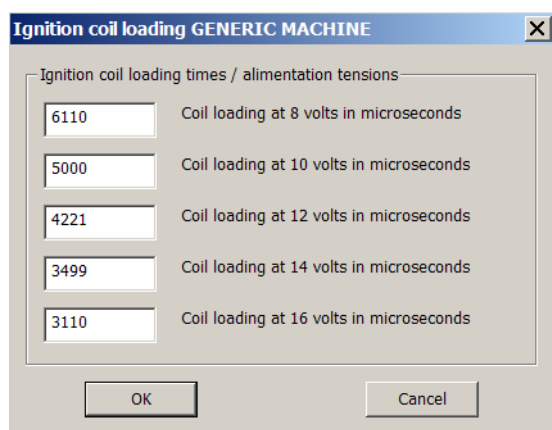 Ignition coil loading GENERIC MACHINE
Ignition coil loading times / alimentation tensions
6110 Coil loading at 8 volts in microseconds
5000 Coil loading at 10 volts in microseconds
4221 Coil loading at 12 volts in microseconds
3499 Coil loading at 14 volts in microseconds
3110 Coil loading at 16 volts in microseconds
OK Cancel